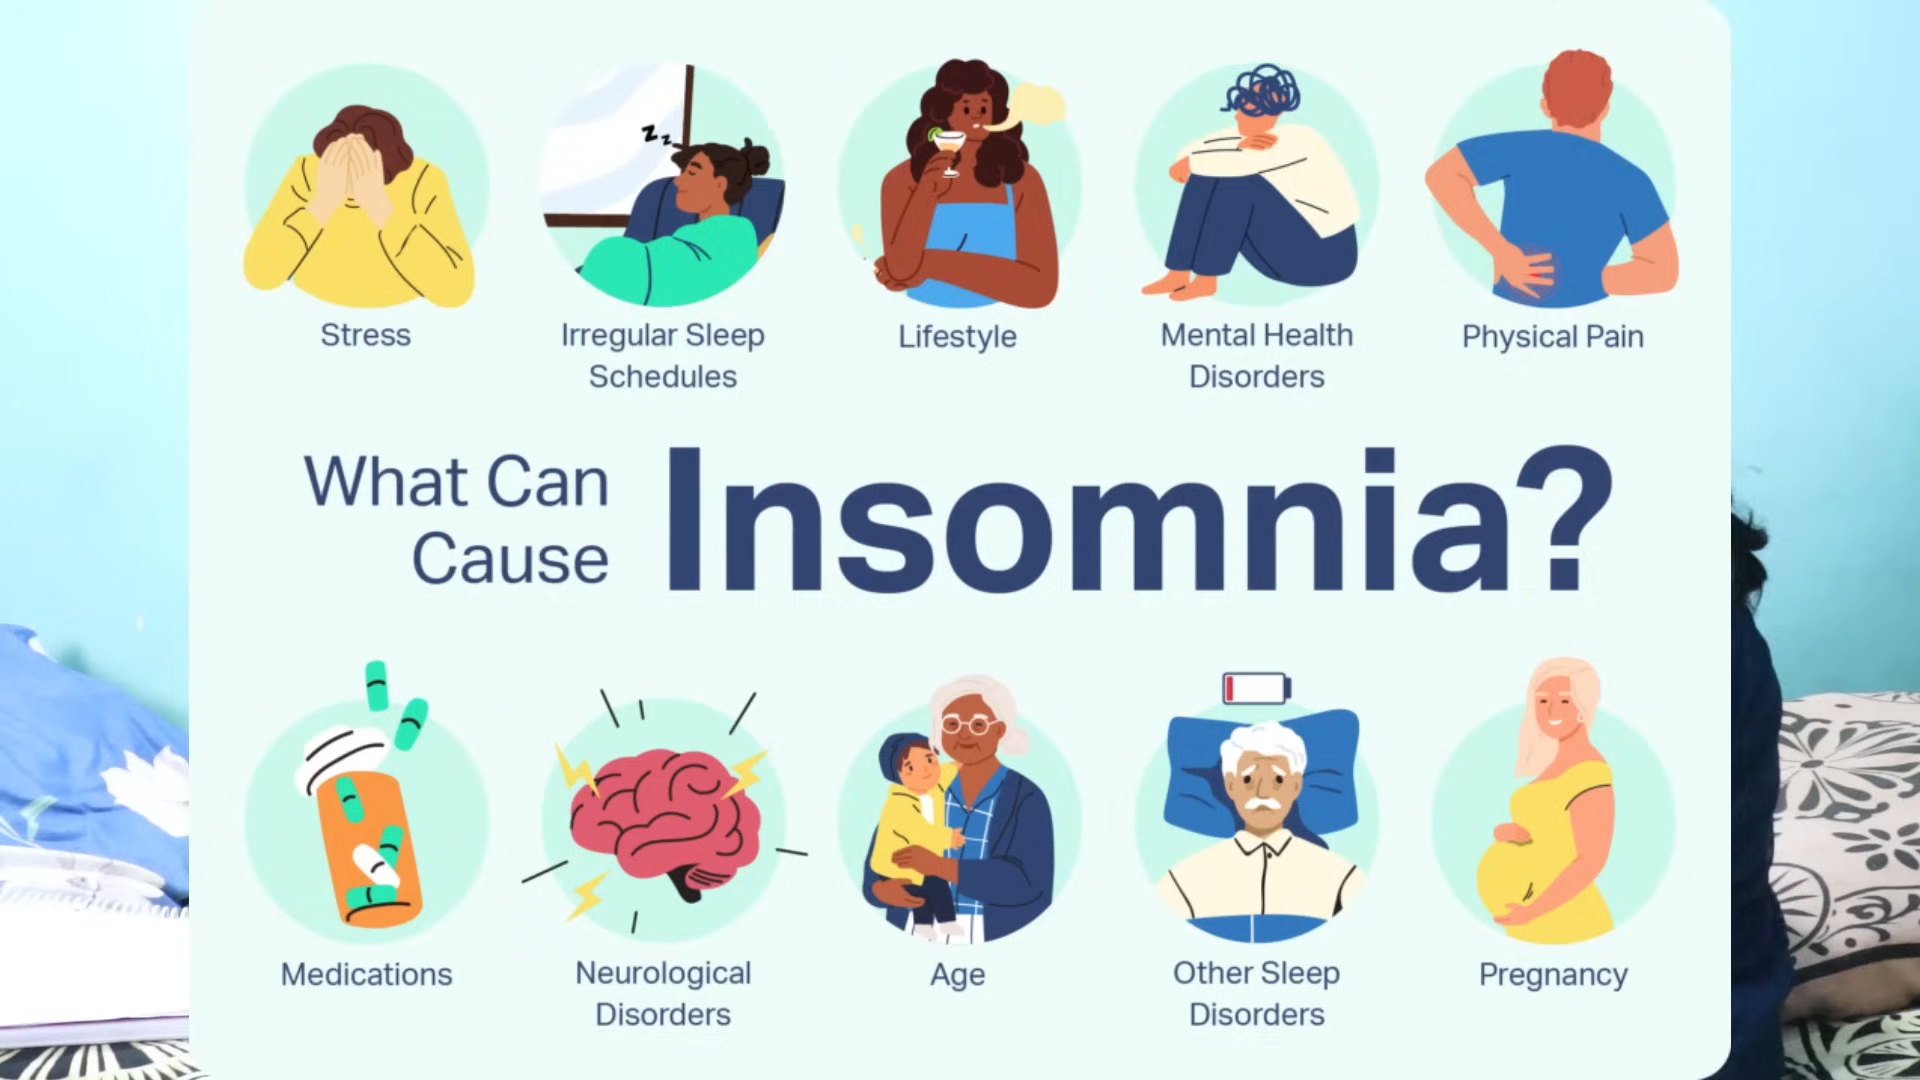 z z z
Stress
Irregular Sleep
Schedules
Lifestyle
Mental Health
Disorders
Physical Pain
What Can
Cause
Insomnia?
Medications
Neurological
Disorders
Age
Other Sleep
Disorders
Pregnancy